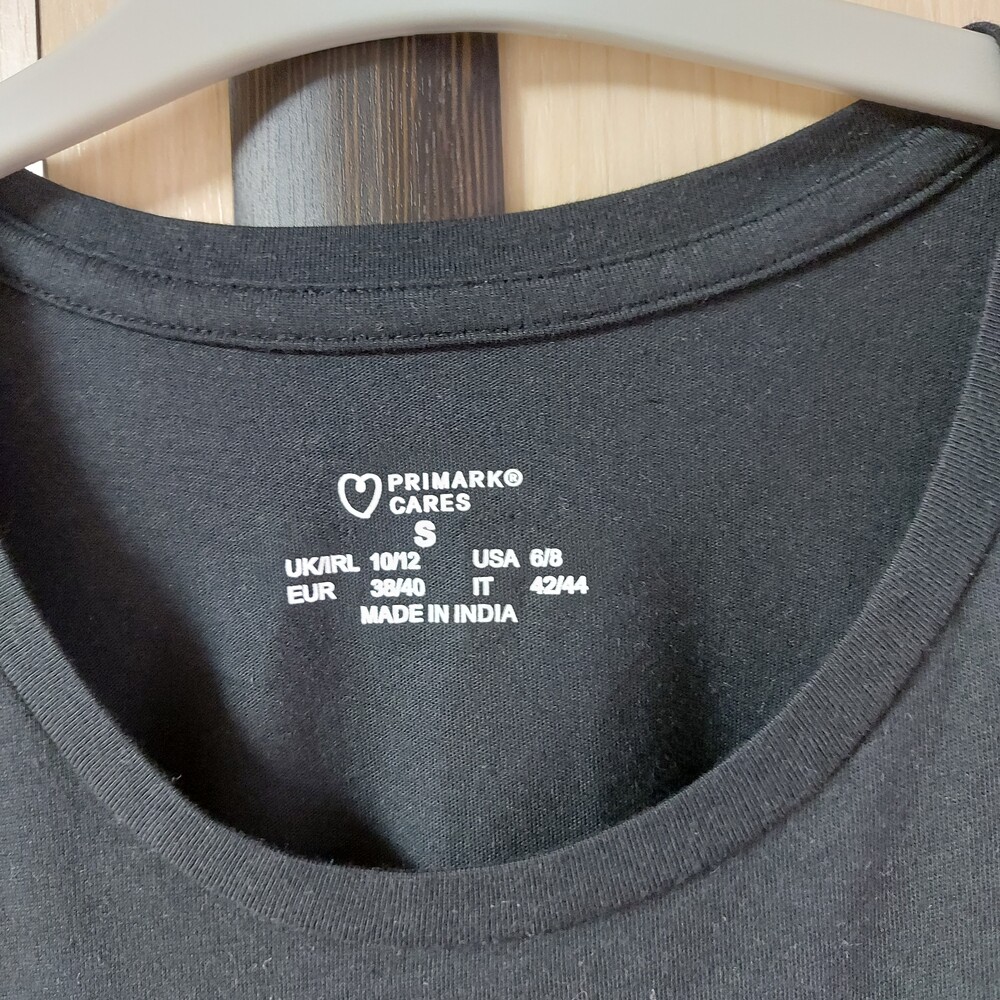 PRIMARK®
CARES
S
UK/IRL 10/12 USA 6/8
EUR 38/40 IT 42/44
MADE IN INDIA